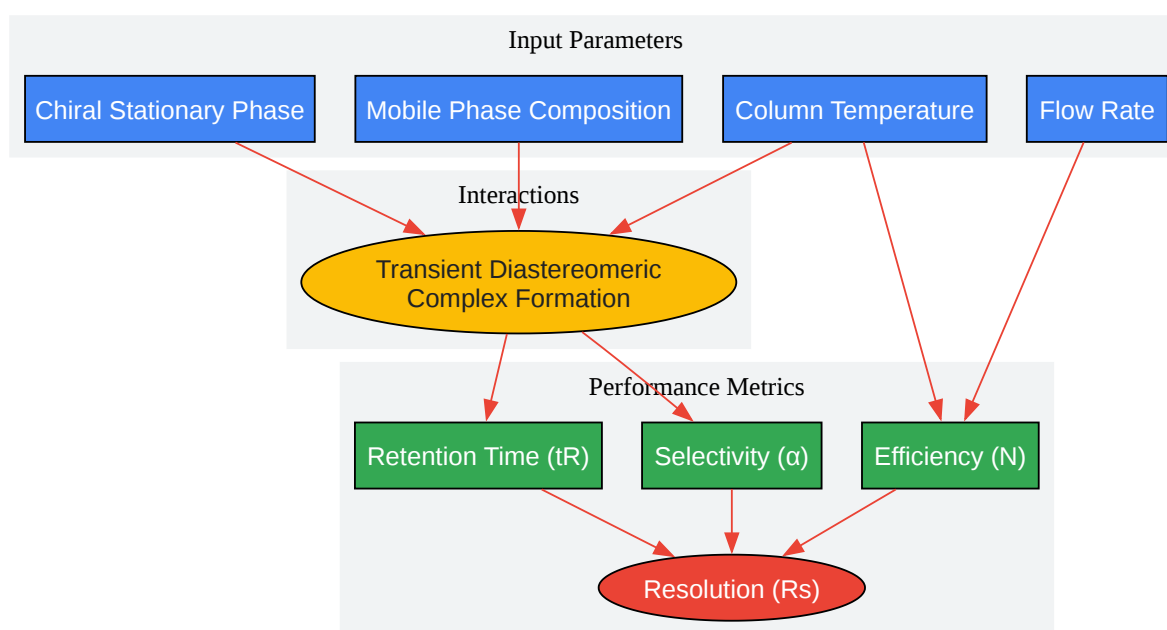 Input Parameters
Chiral Stationary Phase
Mobile Phase Composition
Column Temperature
Flow Rate
Interactions
Transient Diastereomeric
Complex Formation
Performance Metrics
Retention Time (tR)
Selectivity (α)
Efficiency (N)
Resolution (Rs)